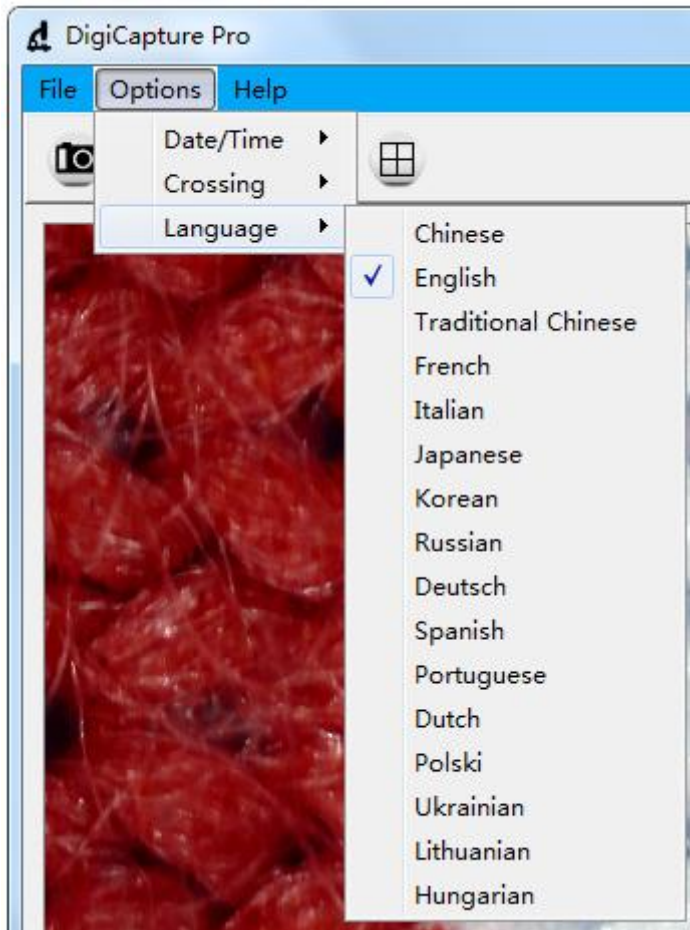 DigiCapture Pro
File Options Help
Date/Time
Crossing
Language
Chinese
English
Traditional Chinese
French
Italian
Japanese
Korean
Russian
Deutsch
Spanish
Portuguese
Dutch
Polski
Ukrainian
Lithuanian
Hungarian